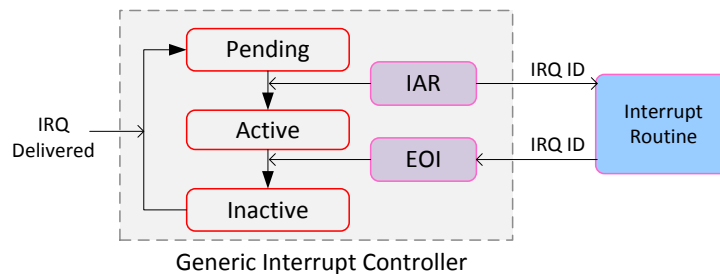 Pending
IAR
IRQ ID
IRQ
Delivered
Active
Interrupt
Routine
EOI
IRQ ID
Inactive
Generic Interrupt Controller